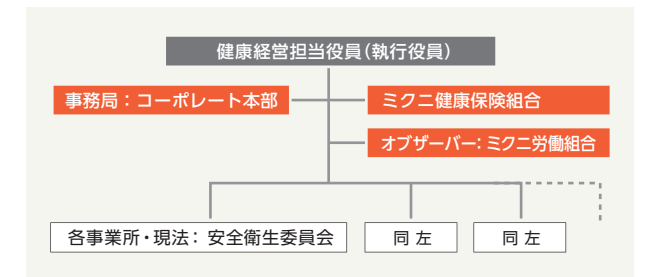 健康経営担当役員(執行役員)
事務局：コーポレート本部
ミクニ健康保険組合
オブザーバー：ミクニ労働組合
各事業所・現法：安全衛生委員会
同左
同左